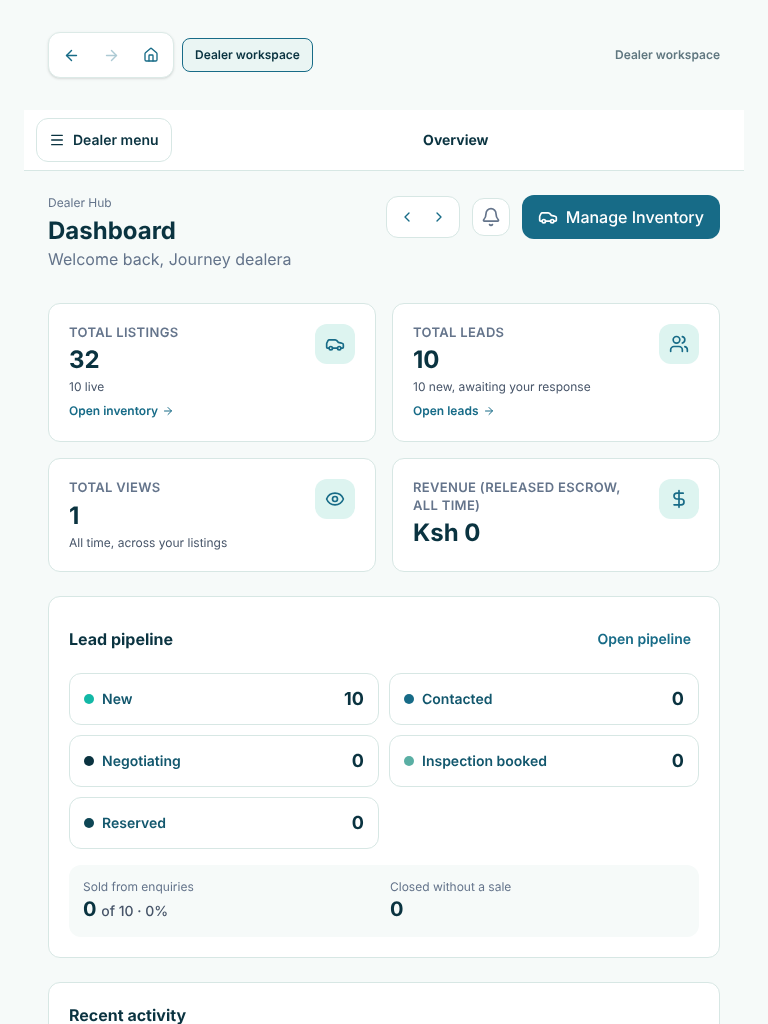 Dealer workspace
Dealer workspace
Dealer menu
Overview
Dealer Hub
Dashboard
Welcome back, Journey dealera
Manage Inventory
TOTAL LISTINGS
32
10 live
Open inventory →
TOTAL LEADS
10
10 new, awaiting your response
Open leads →
TOTAL VIEWS
1
All time, across your listings
REVENUE (RELEASED ESCROW,
ALL TIME)
Ksh 0
Lead pipeline
Open pipeline
New 10
Contacted 0
Negotiating 0
Inspection booked 0
Reserved 0
Sold from enquiries
0 of 10 · 0%
Closed without a sale
0
Recent activity